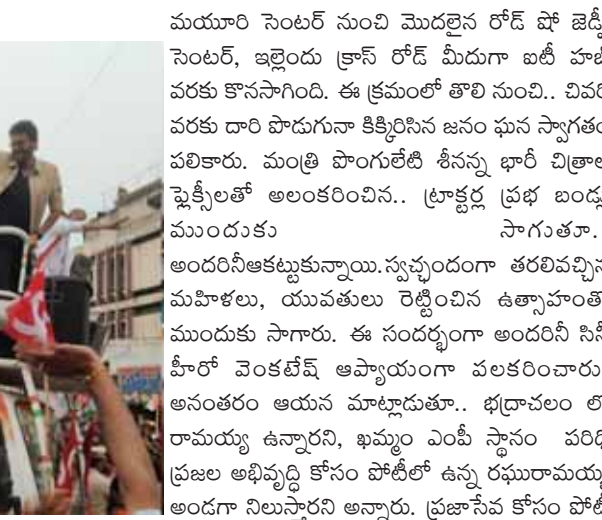 మయూరి సెంటర్ నుంచి మొదలైన రోడ్ షో జెడ్పీ
సెంటర్, ఇల్లెందు క్రాస్ రోడ్ మీదుగా ఐటీ హబ్
వరకు కొనసాగింది. ఈ క్రమంలో తొలి నుంచి.. చివరి
వరకు దారి పొడుగునా కిక్కిరిసిన జనం ఘన స్వాగతం
పలికారు. మంత్రి పొంగులేటి శీనన్న భారీ చిత్రాల
ఫ్లెక్సీలతో అలంకరించిన.. ట్రాక్టర్ల ప్రభ బండ్లు
ముందుకు సాగుతూ..
అందరినీఆకట్టుకున్నాయి.స్వచ్ఛందంగా తరలివచ్చిన
మహిళలు, యువతులు రెట్టించిన ఉత్సాహంతో
ముందుకు సాగారు. ఈ సందర్భంగా అందరినీ సినీ
హీరో వెంకటేష్ ఆప్యాయంగా పలకరించారు.
అనంతరం ఆయన మాట్లాడుతూ.. భద్రాచలం లో
రామయ్య ఉన్నారని, ఖమ్మం ఎంపీ స్థానం పరిధి
ప్రజల అభివృద్ధి కోసం పోటీలో ఉన్న రఘురామయ్య
అండగా నిలుస్తారని అన్నారు. ప్రజాసేవ కోసం పోటీ